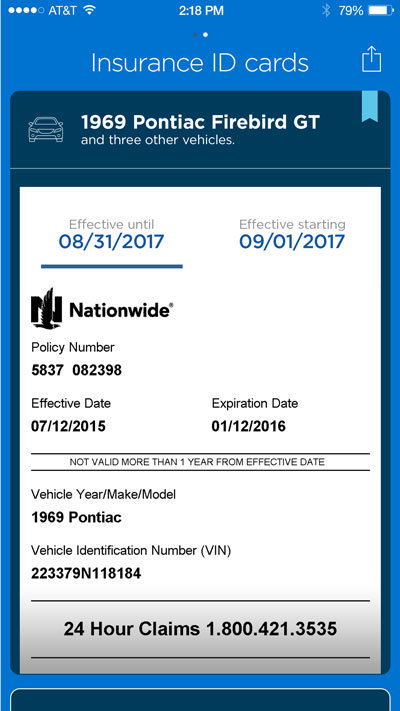 AT&T 2:18 PM 79%
Insurance ID cards
1969 Pontiac Firebird GT
and three other vehicles.
Effective until Effective starting
08/31/2017 09/01/2017
N Nationwide®
Policy Number
5837 082398
Effective Date Expiration Date
07/12/2015 01/12/2016
NOT VALID MORE THAN 1 YEAR FROM EFFECTIVE DATE
Vehicle Year/Make/Model
1969 Pontiac
Vehicle Identification Number (VIN)
223379N118184
24 Hour Claims 1.800.421.3535